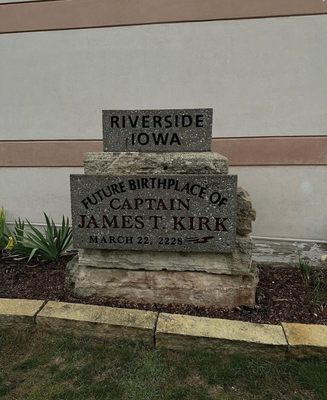 RIVERSIDE
IOWA
FUTURE BIRTHPLACE OF
CAPTAIN
JAMES T. KIRK
MARCH 22, 2228